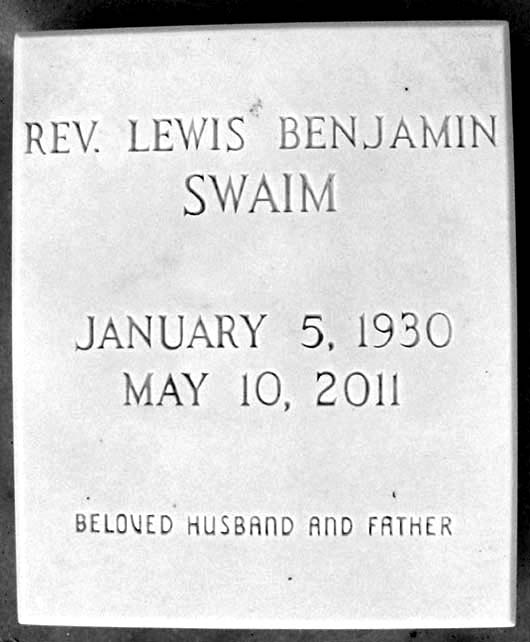 REV. LEWIS BENJAMIN
SWAIM
JANUARY 5, 1930
MAY 10, 2011
BELOVED HUSBAND AND FATHER